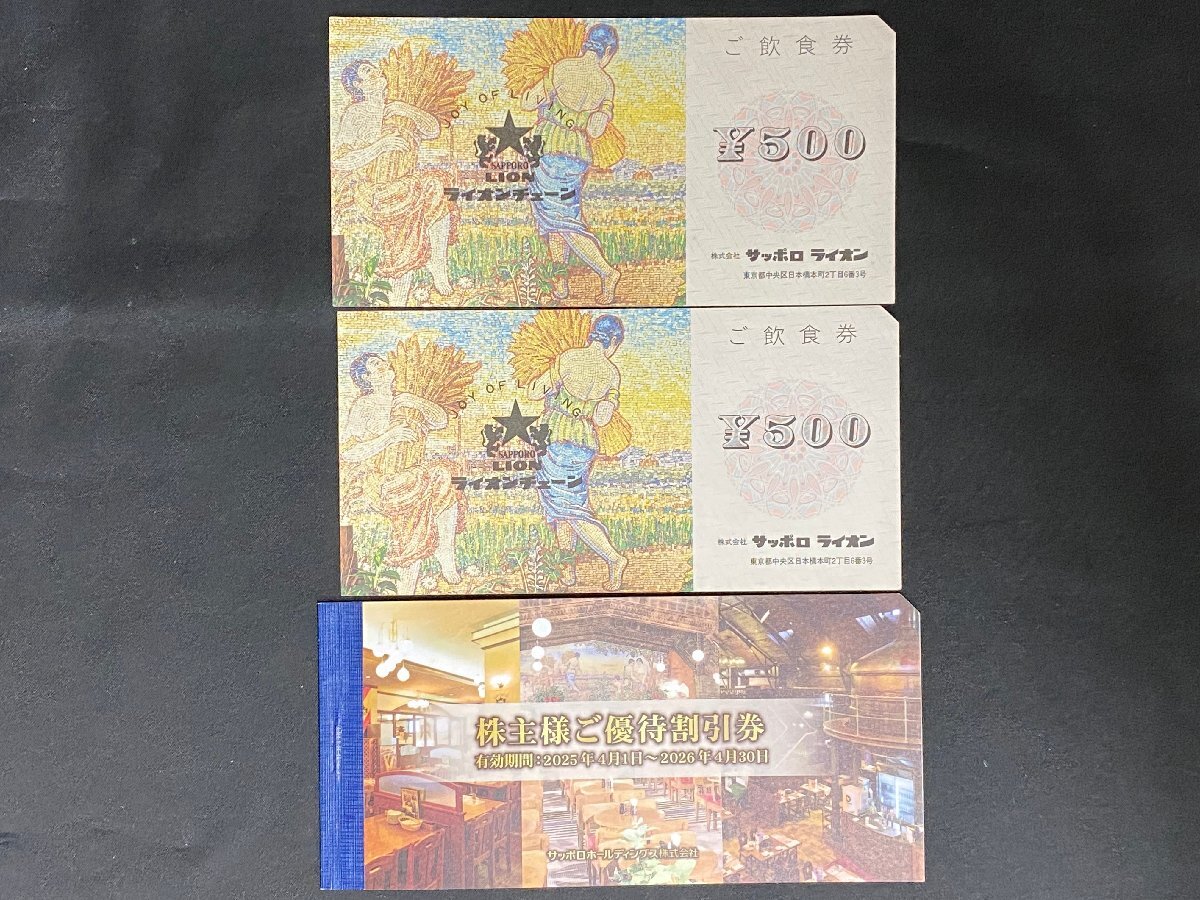 ご飲食券
JOY OF LIVING
¥500
SAPPORO
LION
ライオンチェーン
株式会社 サッポロ ライオン
東京都中央区日本橋本町2丁目6番3号
ご飲食券
JOY OF LIVING
¥500
SAPPORO
LION
ライオンチェーン
株式会社 サッポロ ライオン
東京都中央区日本橋本町2丁目6番3号
株主様ご優待割引券
有効期間：2025年4月1日～2026年4月30日
サッポロホールディングス株式会社